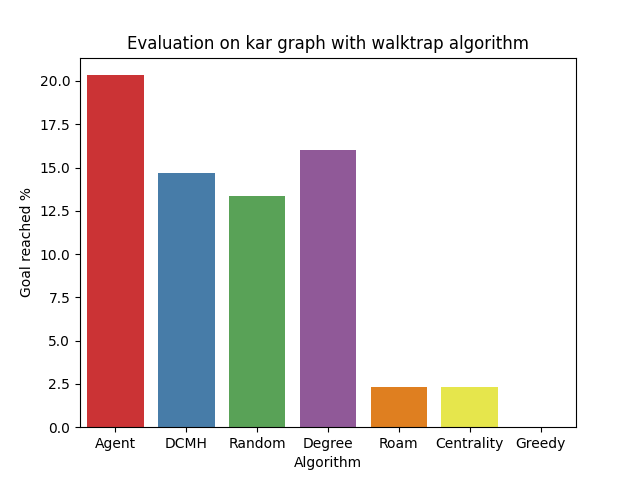 Evaluation on kar graph with walktrap algorithm
20.0
17.5
15.0
12.5
10.0
7.5
5.0
2.5
0.0
Goal reached %
Agent DCMH Random Degree Roam Centrality Greedy
Algorithm